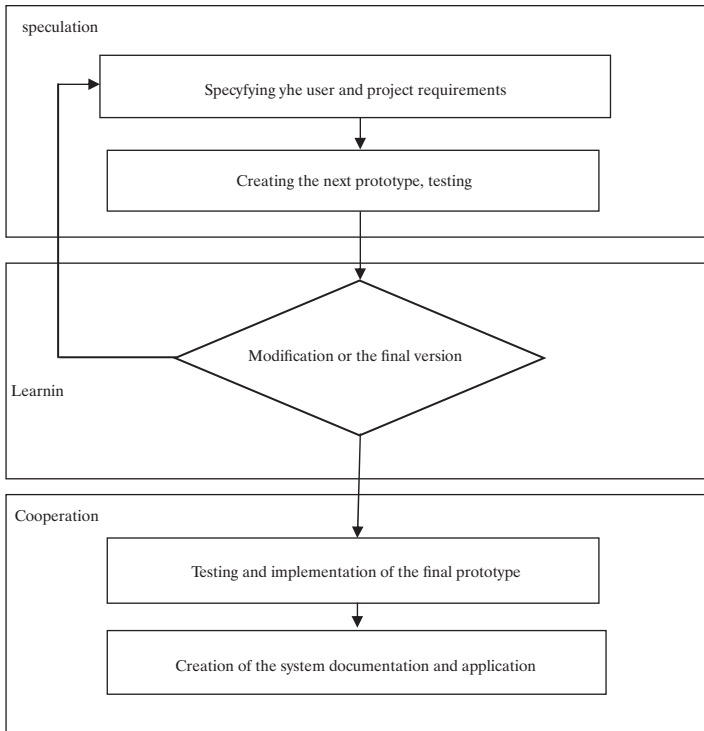 speculation
Specyfying yhe user and project requirements
Creating the next prototype, testing
Modification or the final version
Learnin
Cooperation
Testing and implementation of the final prototype
Creation of the system documentation and application